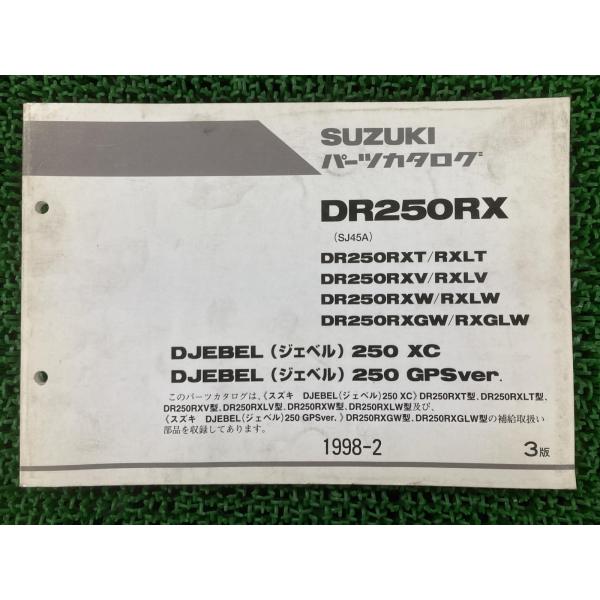 SUZUKI
パーツカタログ
DR250RX
(SJ45A)
DR250RXT/RXLT
DR250RXV/RXLV
DR250RXW/RXLW
DR250RXGW/RXGLW
DJEBEL (ジェベル) 250 XC
DJEBEL (ジェベル) 250 GPSver.
このパーツカタログは、《スズキ DJEBEL(ジェベル)250 XC》DR250RXT型、DR250RXLT型、
DR250RXV型、DR250RXLV型、DR250RXW型、DR250RXLW型及び、
《スズキ DJEBEL(ジェベル)250 GPSver.》DR250RXGW型、DR250RXGLW型の補給取扱い
部品を収録してあります。
1998-2
3版